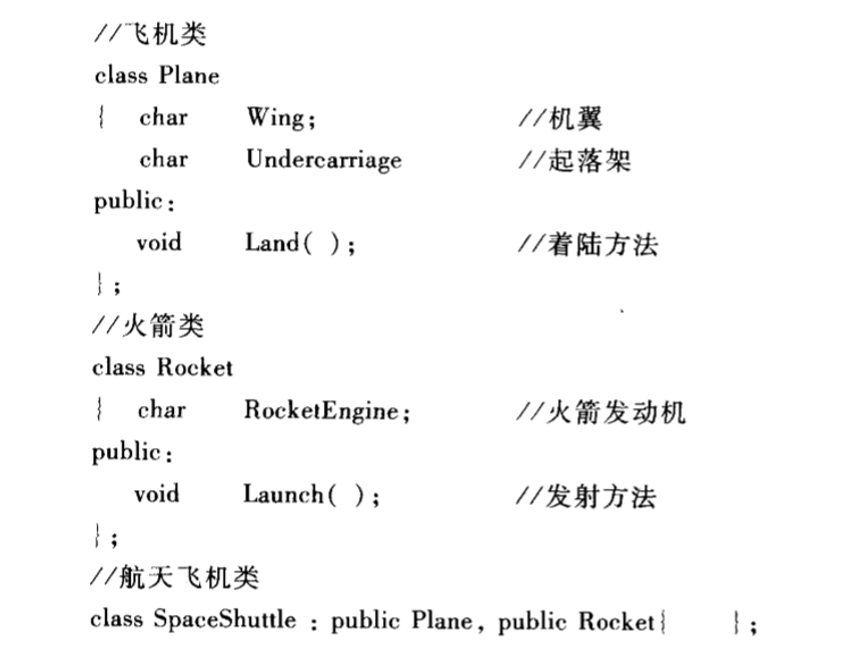 //飞机类
class Plane
{ char Wing; //机翼
char Undercarriage //起落架
public:
void Land( ); //着陆方法
};
//火箭类
class Rocket
{ char RocketEngine; //火箭发动机
public:
void Launch( ); //发射方法
};
//航天飞机类
class SpaceShuttle : public Plane, public Rocket{ };